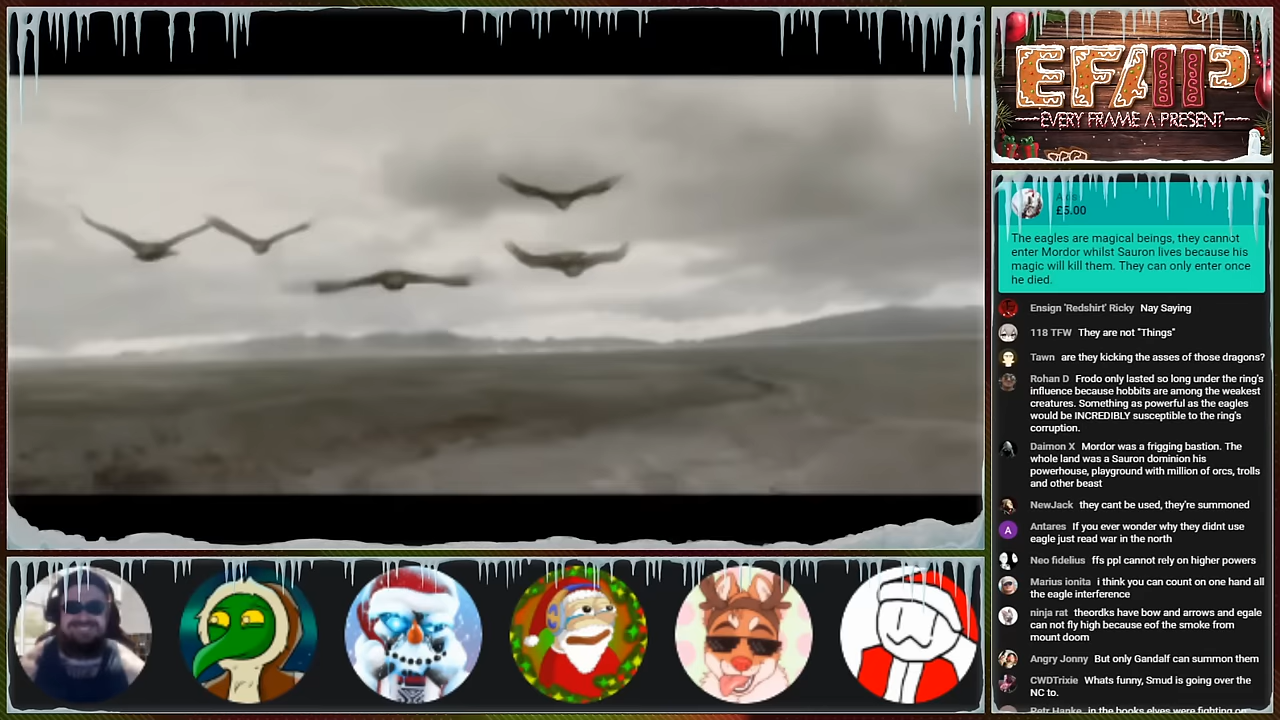 EFAP
EVERY FRAME A PRESENT
£5.00
The eagles are magical beings, they cannot
enter Mordor whilst Sauron lives because his
magic will kill them. They can only enter once
he died.
Ensign 'Redshirt' Ricky Nay Saying
118 TFW They are not "Things"
Tawn are they kicking the asses of those dragons?
Rohan D Frodo only lasted so long under the ring's
influence because hobbits are among the weakest
creatures. Something as powerful as the eagles
would be INCREDIBLY susceptible to the ring's
corruption.
Daimon X Mordor was a frigging bastion. The
whole land was a Sauron dominion his
powerhouse, playground with million of orcs, trolls
and other beast
NewJack they cant be used, they're summoned
A
Antares If you ever wonder why they didnt use
eagle just read war in the north
Neo fidelius ffs ppl cannot rely on higher powers
Marius ionita i think you can count on one hand all
the eagle interference
ninja rat theordks have bow and arrows and egale
can not fly high because eof the smoke from
mount doom
Angry Jonny But only Gandalf can summon them
CWDTrixie Whats funny, Smud is going over the
NC to.
Petr Hanke in the books elves were fighting on